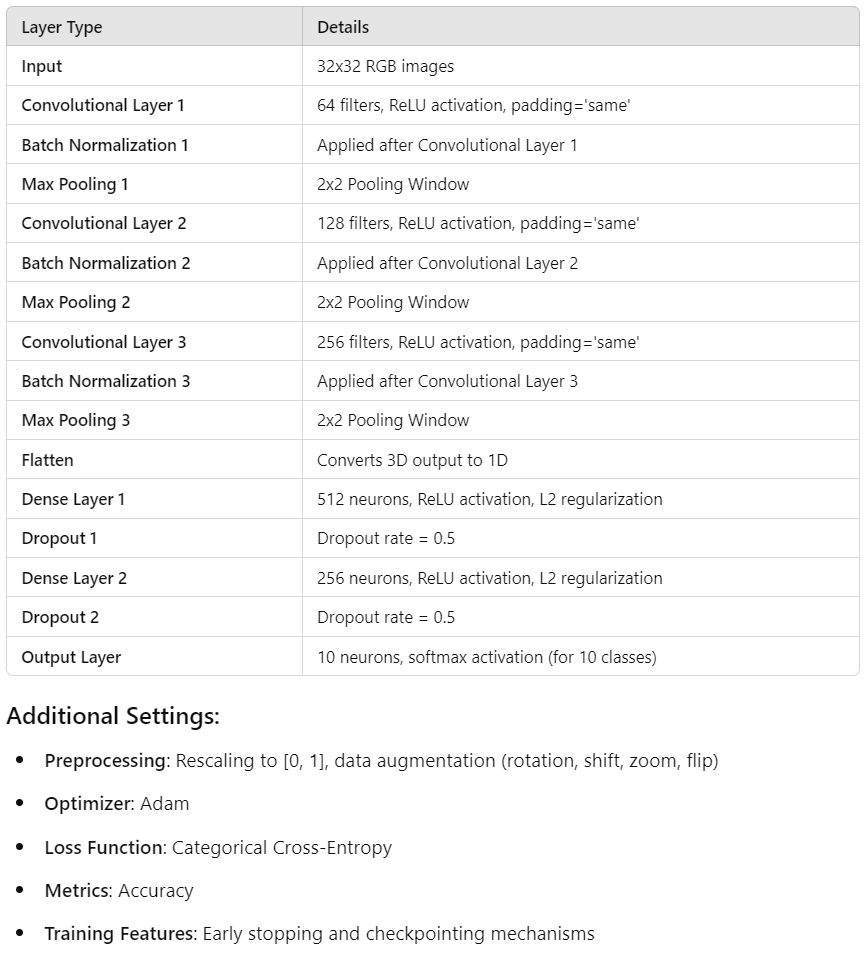 Layer Type Details
Input 32x32 RGB images
Convolutional Layer 1 64 filters, ReLU activation, padding='same'
Batch Normalization 1 Applied after Convolutional Layer 1
Max Pooling 1 2x2 Pooling Window
Convolutional Layer 2 128 filters, ReLU activation, padding='same'
Batch Normalization 2 Applied after Convolutional Layer 2
Max Pooling 2 2x2 Pooling Window
Convolutional Layer 3 256 filters, ReLU activation, padding='same'
Batch Normalization 3 Applied after Convolutional Layer 3
Max Pooling 3 2x2 Pooling Window
Flatten Converts 3D output to 1D
Dense Layer 1 512 neurons, ReLU activation, L2 regularization
Dropout 1 Dropout rate = 0.5
Dense Layer 2 256 neurons, ReLU activation, L2 regularization
Dropout 2 Dropout rate = 0.5
Output Layer 10 neurons, softmax activation (for 10 classes)
Additional Settings:
• Preprocessing: Rescaling to [0, 1], data augmentation (rotation, shift, zoom, flip)
• Optimizer: Adam
• Loss Function: Categorical Cross-Entropy
• Metrics: Accuracy
• Training Features: Early stopping and checkpointing mechanisms